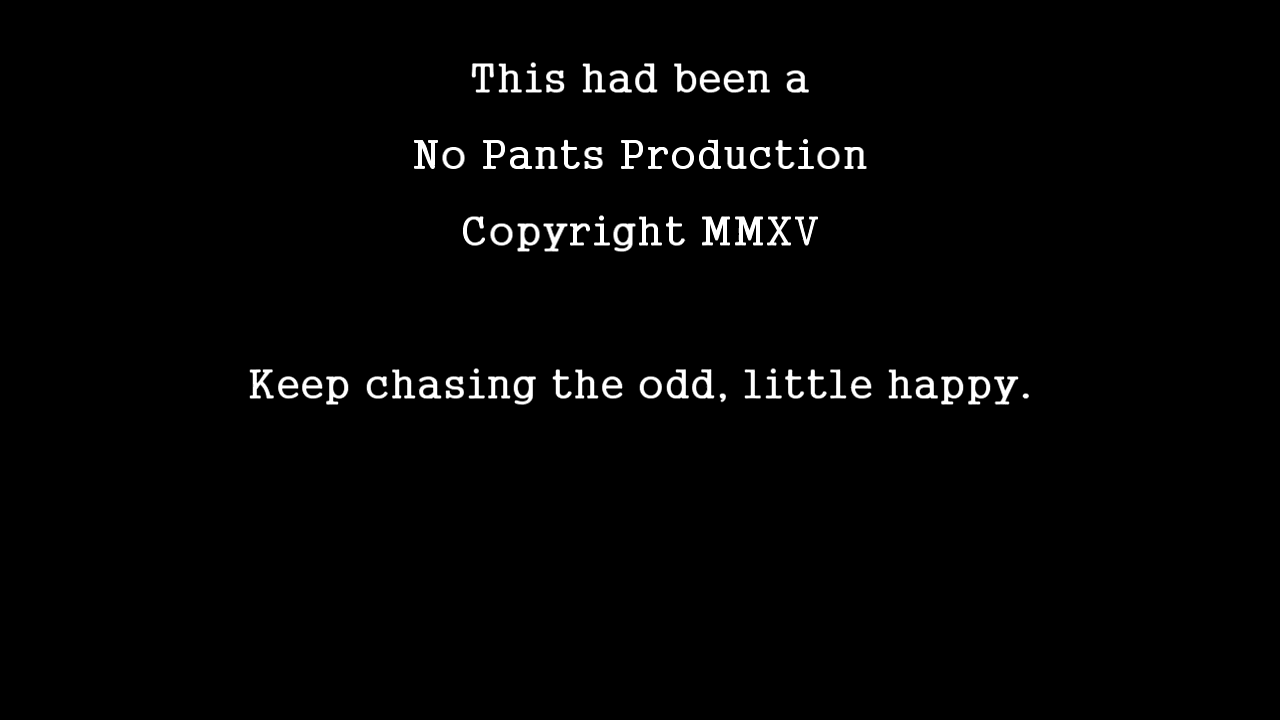 This had been a
No Pants Production
Copyright MMXV
Keep chasing the odd, little happy.